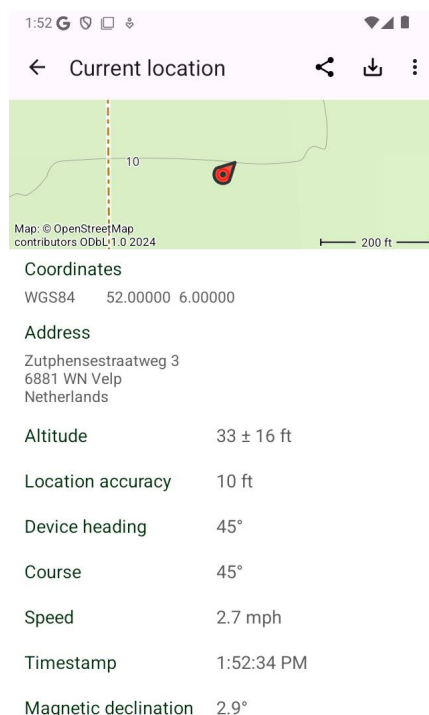 1:52
Current location
10
Map: © OpenStreetMap
contributors ODbL 1.0 2024
200 ft
Coordinates
WGS84 52.00000 6.00000
Address
Zutphensestraatweg 3
6881 WN Velp
Netherlands
Altitude 33 ± 16 ft
Location accuracy 10 ft
Device heading 45°
Course 45°
Speed 2.7 mph
Timestamp 1:52:34 PM
Magnetic declination 2.9°